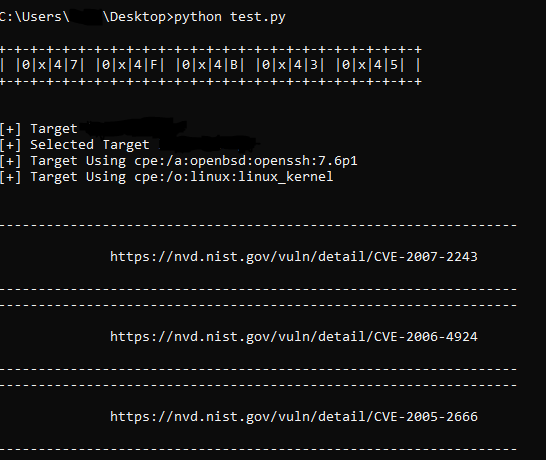 C:\Users\ \Desktop>python test.py
+-+-+-+-+-+-+-+-+-+-+-+-+-+-+-+-+-+-+-+-+-+-+-+-+-+-+
| |0|x|4|7| |0|x|4|F| |0|x|4|B| |0|x|4|3| |0|x|4|5| |
+-+-+-+-+-+-+-+-+-+-+-+-+-+-+-+-+-+-+-+-+-+-+-+-+-+-+
[+] Target
[+] Selected Target
[+] Target Using cpe:/a:openbsd:openssh:7.6p1
[+] Target Using cpe:/o:linux:linux_kernel
-----------------------------------------------------------------
https://nvd.nist.gov/vuln/detail/CVE-2007-2243
-----------------------------------------------------------------
-----------------------------------------------------------------
https://nvd.nist.gov/vuln/detail/CVE-2006-4924
-----------------------------------------------------------------
-----------------------------------------------------------------
https://nvd.nist.gov/vuln/detail/CVE-2005-2666
-----------------------------------------------------------------